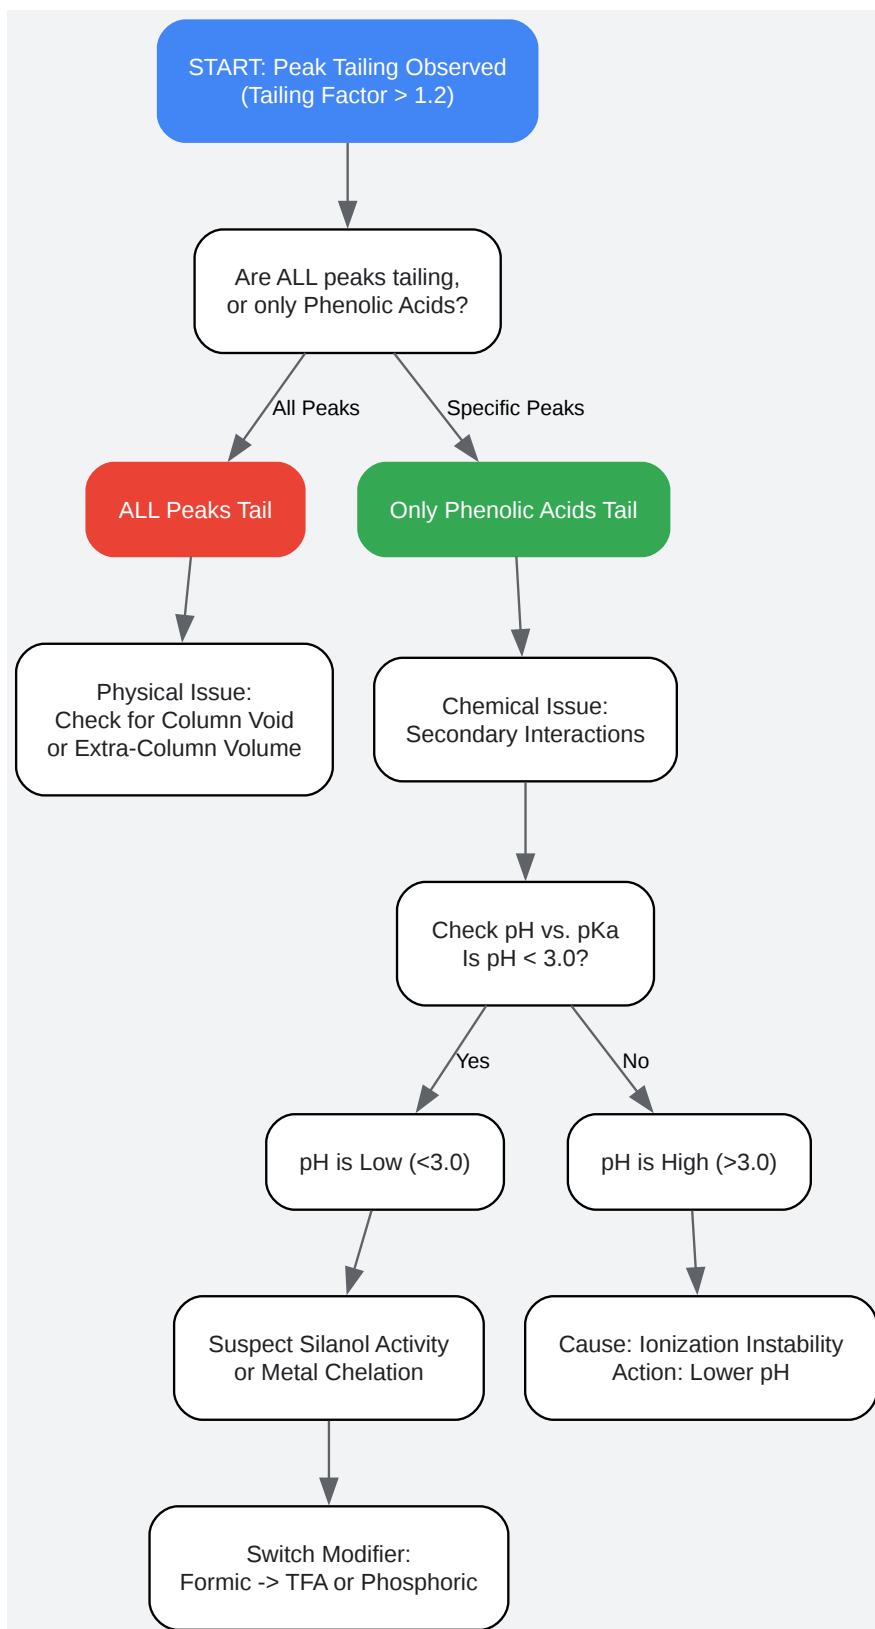 START: Peak Tailing Observed
(Tailing Factor > 1.2)
Are ALL peaks tailing,
or only Phenolic Acids?
All Peaks
Specific Peaks
ALL Peaks Tail
Only Phenolic Acids Tail
Physical Issue:
Check for Column Void
or Extra-Column Volume
Chemical Issue:
Secondary Interactions
Check pH vs. pKa
Is pH < 3.0?
Yes
No
pH is Low (<3.0)
pH is High (>3.0)
Suspect Silanol Activity
or Metal Chelation
Cause: Ionization Instability
Action: Lower pH
Switch Modifier:
Formic -> TFA or Phosphoric